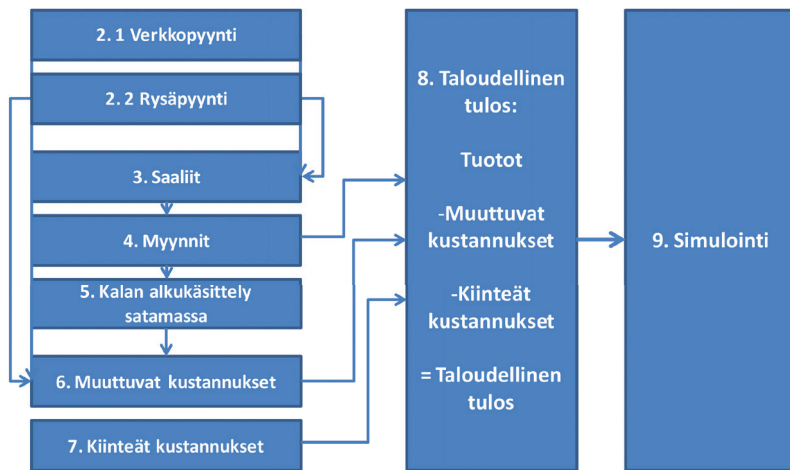 2. 1 Verkkopyynti
2. 2 Rysäpyynti
3. Saaliit
4. Myynnit
5. Kalan alkukäsittely
satamassa
6. Muuttuvat kustannukset
7. Kiinteät kustannukset
8. Taloudellinen
tulos:
Tuotot
-Muuttuvat
kustannukset
-Kiinteät
kustannukset
= Taloudellinen
tulos
9. Simulointi